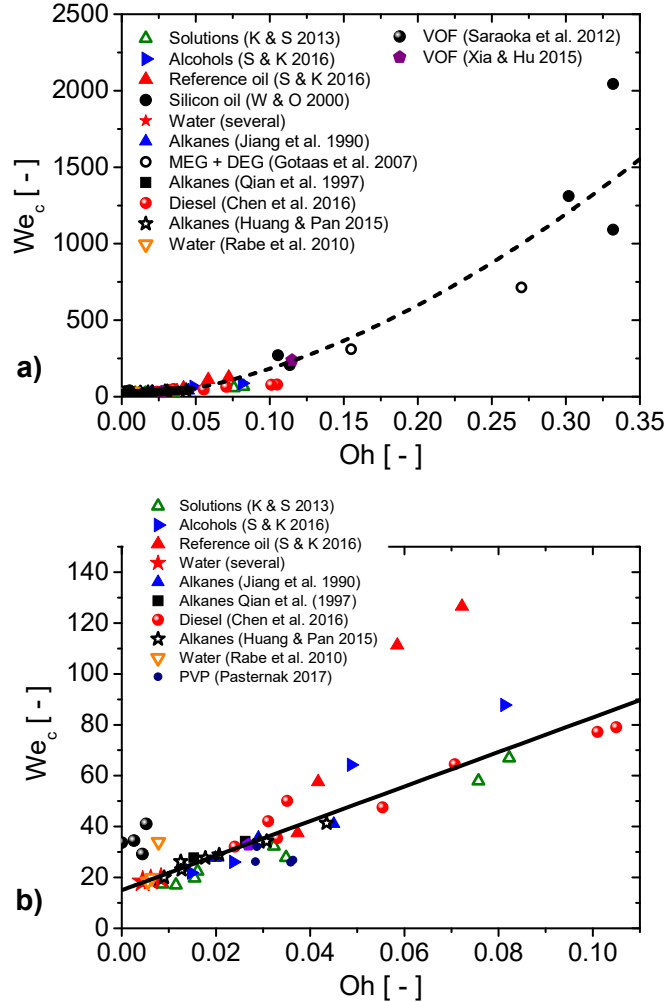 Solutions (K & S 2013)
Alcohols (S & K 2016)
Reference oil (S & K 2016)
Silicon oil (W & O 2000)
Water (several)
Alkanes (Jiang et al. 1990)
MEG + DEG (Gotaas et al. 2007)
Alkanes (Qian et al. 1997)
Diesel (Chen et al. 2016)
Alkanes (Huang & Pan 2015)
Water (Rabe et al. 2010)
VOF (Saraoka et al. 2012)
VOF (Xia & Hu 2015)
2500
2000
1500
1000
500
0
We_c [ - ]
a)
0.00 0.05 0.10 0.15 0.20 0.25 0.30 0.35
Oh [ - ]
Solutions (K & S 2013)
Alcohols (S & K 2016)
Reference oil (S & K 2016)
Water (several)
Alkanes (Jiang et al. 1990)
Alkanes Qian et al. (1997)
Diesel (Chen et al. 2016)
Alkanes (Huang & Pan 2015)
Water (Rabe et al. 2010)
PVP (Pasternak 2017)
140
120
100
80
60
40
20
0
We_c [ - ]
b)
0.00 0.02 0.04 0.06 0.08 0.10
Oh [ - ]